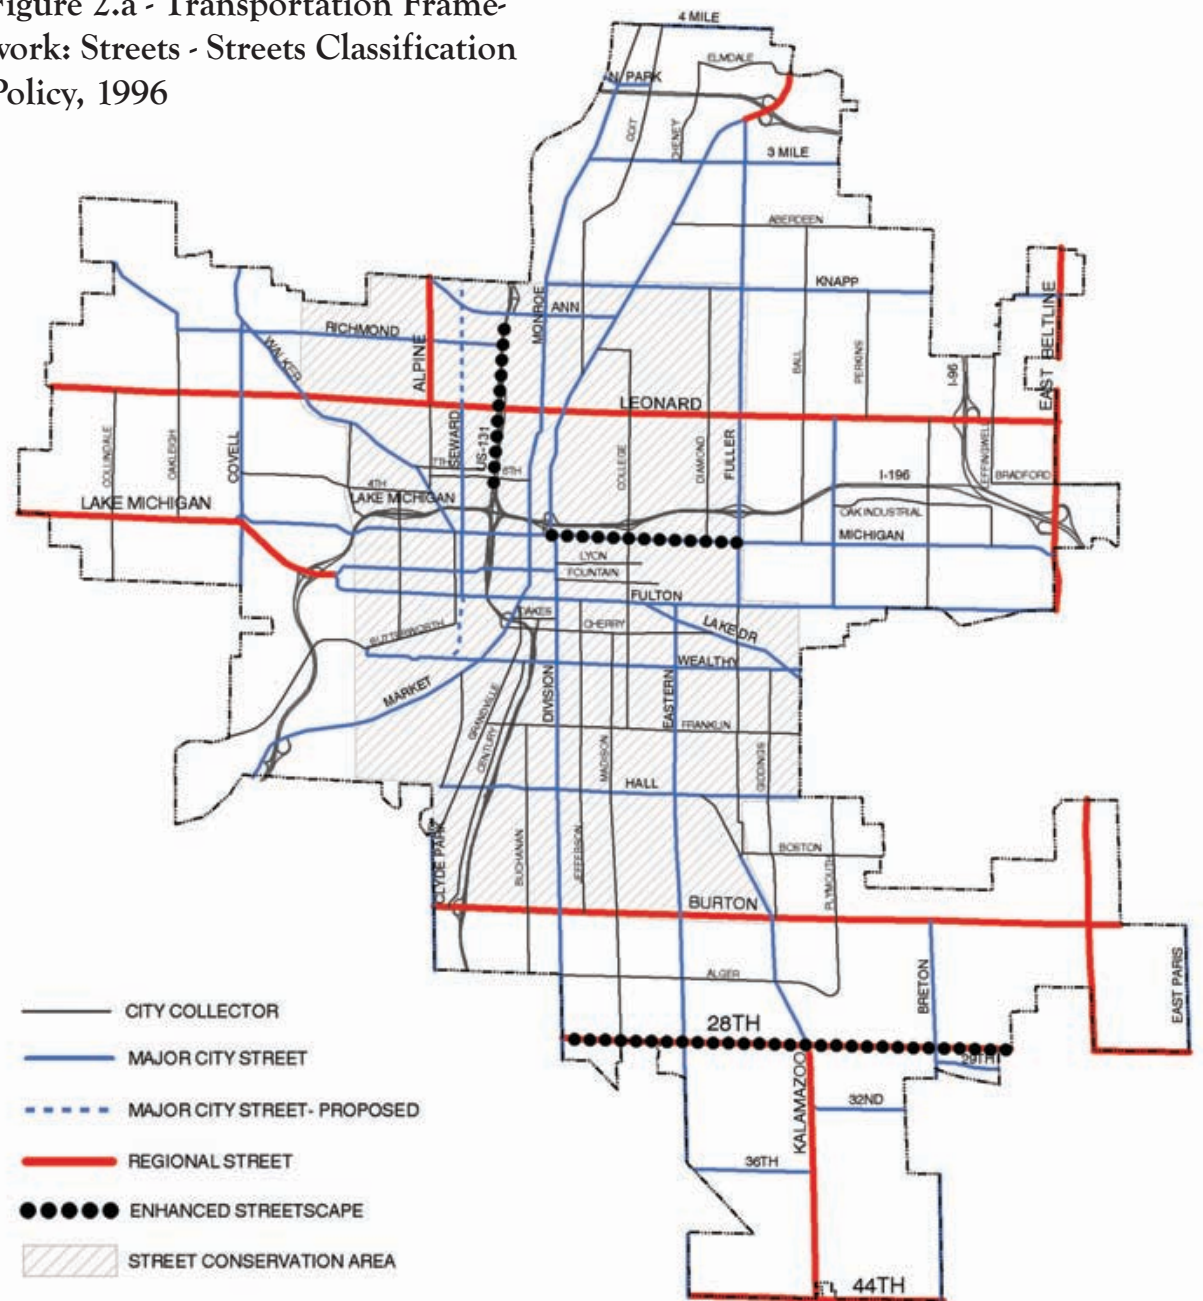 Figure 2.a - Transportation Frame-
work: Streets - Streets Classification
Policy, 1996
4 MILE
ELMDALE
N. PARK
COIT
CHENEY
3 MILE
ABERDEEN
KNAPP
MONROE
ANN
RICHMOND
WALKER
ALPINE
BALL
PERKINS
I-96
EAST BELTLINE
LEONARD
COLLINDALE
OAKLEIGH
COVELL
SEWARD
US-131
7TH
6TH
4TH
COLLEGE
DIAMOND
FULLER
EFFINGWELL
BRADFORD
I-196
LAKE MICHIGAN
LAKE MICHIGAN
OAK INDUSTRIAL
MICHIGAN
LYON
FOUNTAIN
FULTON
OAKES
CHERRY
LAKE DR
BUTTERWORTH
WEALTHY
MARKET
GRANDVILLE
CENTURY
DIVISION
MADISON
EASTERN
FRANKLIN
GIDDINGS
HALL
CLYDE PARK
BUCHANAN
JEFFERSON
BOSTON
PLYMOUTH
BURTON
ALGER
BRETON
EAST PARIS
28TH
29TH
KALAMAZOO
32ND
36TH
44TH
CITY COLLECTOR
MAJOR CITY STREET
MAJOR CITY STREET- PROPOSED
REGIONAL STREET
ENHANCED STREETSCAPE
STREET CONSERVATION AREA